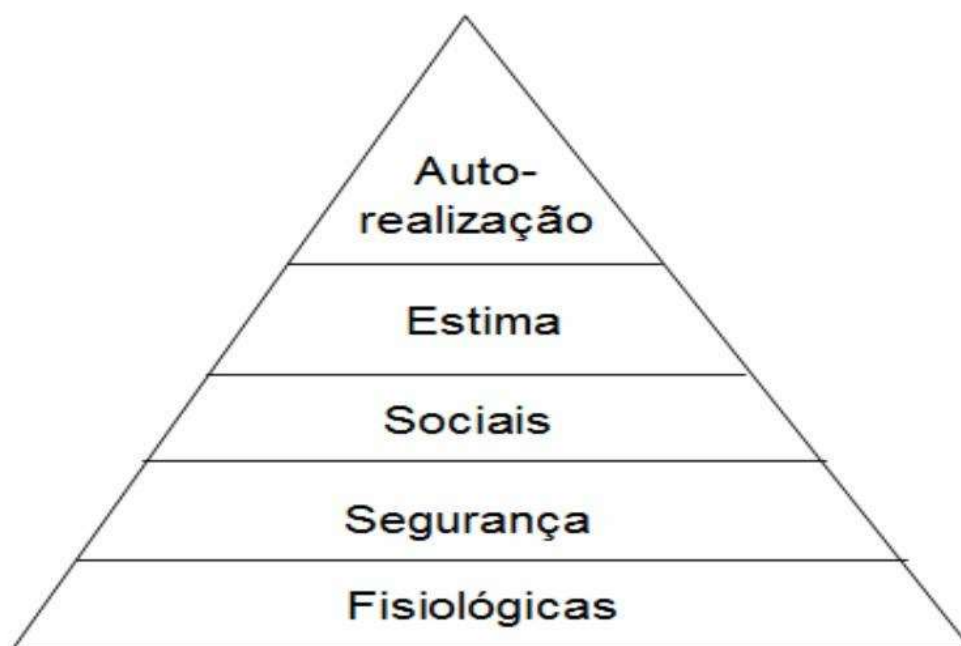 Auto-
realização
Estima
Sociais
Segurança
Fisiológicas